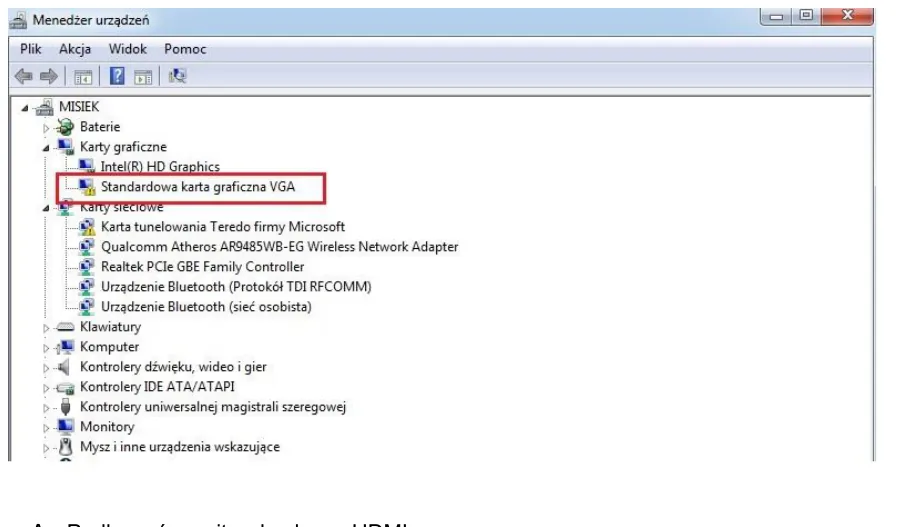 Menedżer urządzeń
Plik Akcja Widok Pomoc
MISIEK
Baterie
Karty graficzne
Intel(R) HD Graphics
Standardowa karta graficzna VGA
Karty sieciowe
Karta tunelowania Teredo firmy Microsoft
Qualcomm Atheros AR9485WB-EG Wireless Network Adapter
Realtek PCIe GBE Family Controller
Urządzenie Bluetooth (Protokół TDI RFCOMM)
Urządzenie Bluetooth (sieć osobista)
Klawiatury
Komputer
Kontrolery dźwięku, wideo i gier
Kontrolery IDE ATA/ATAPI
Kontrolery uniwersalnej magistrali szeregowej
Monitory
Mysz i inne urządzenia wskazujące